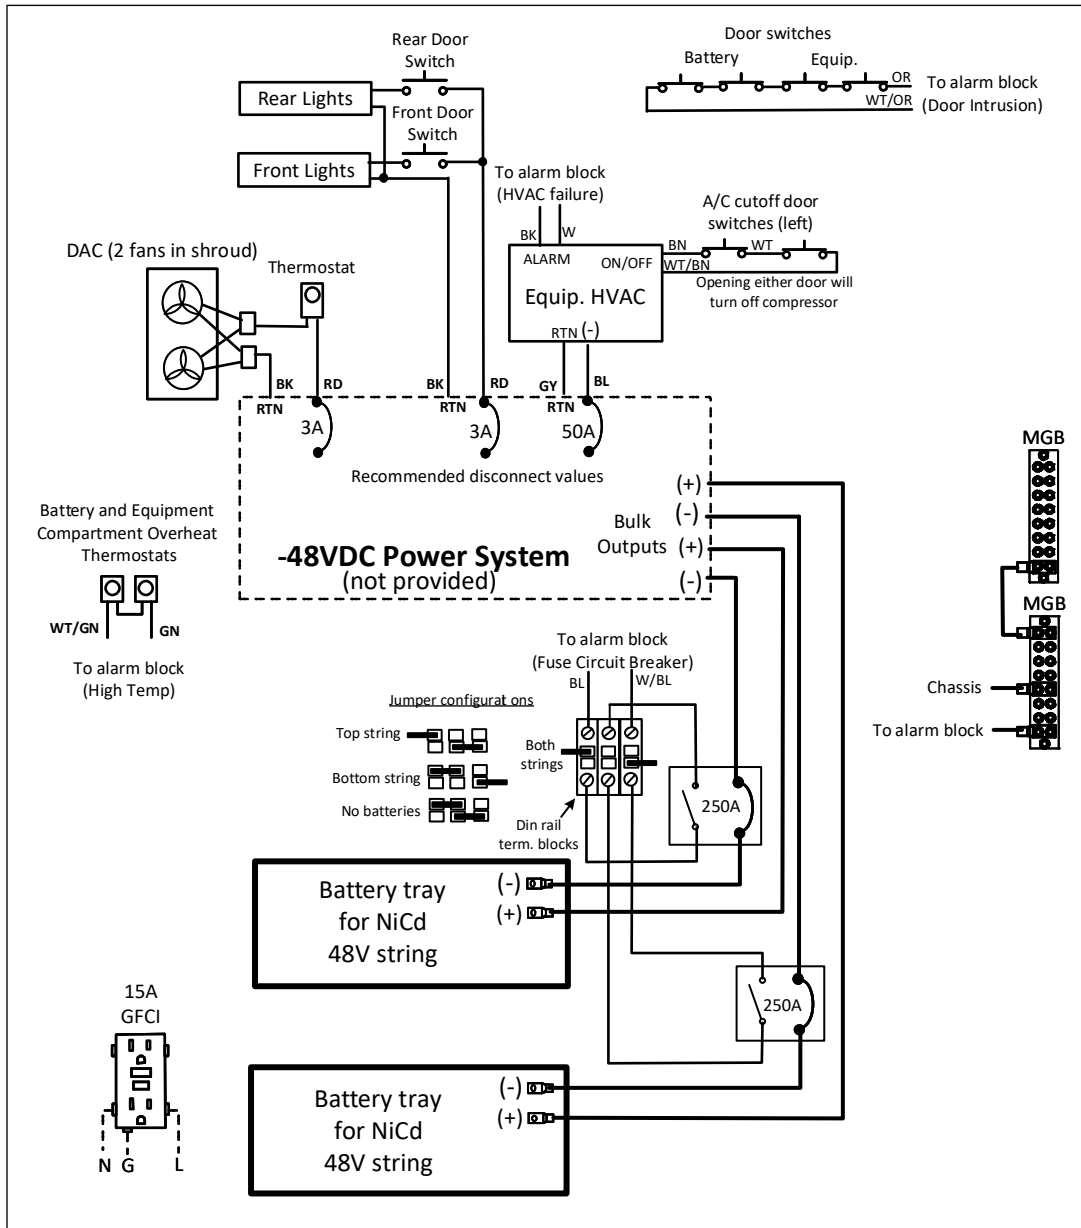 Rear Door
Switch
Rear Lights
Front Door
Switch
Front Lights
Door switches
Battery
Equip.
OR
WT/OR
To alarm block
(Door Intrusion)
To alarm block
(HVAC failure)
BK
W
ALARM
ON/OFF
Equip. HVAC
RTN
(-)
BN
WT
WT/BN
A/C cutoff door
switches (left)
Opening either door will
turn off compressor
DAC (2 fans in shroud)
Thermostat
BK
RD
BK
RD
GY
BL
RTN
RTN
RTN
3A
3A
50A
Recommended disconnect values
-48VDC Power System
(not provided)
Bulk
Outputs
(+)
(-)
(+)
(-)
Battery and Equipment
Compartment Overheat
Thermostats
WT/GN
GN
To alarm block
(High Temp)
MGB
MGB
Chassis
To alarm block
To alarm block
(Fuse Circuit Breaker)
BL
W/BL
Jumper configurat ons
Top string
Bottom string
No batteries
Both
strings
Din rail
term. blocks
250A
Battery tray
for NiCd
48V string
(-)
(+)
250A
Battery tray
for NiCd
48V string
(-)
(+)
15A
GFCI
N G L